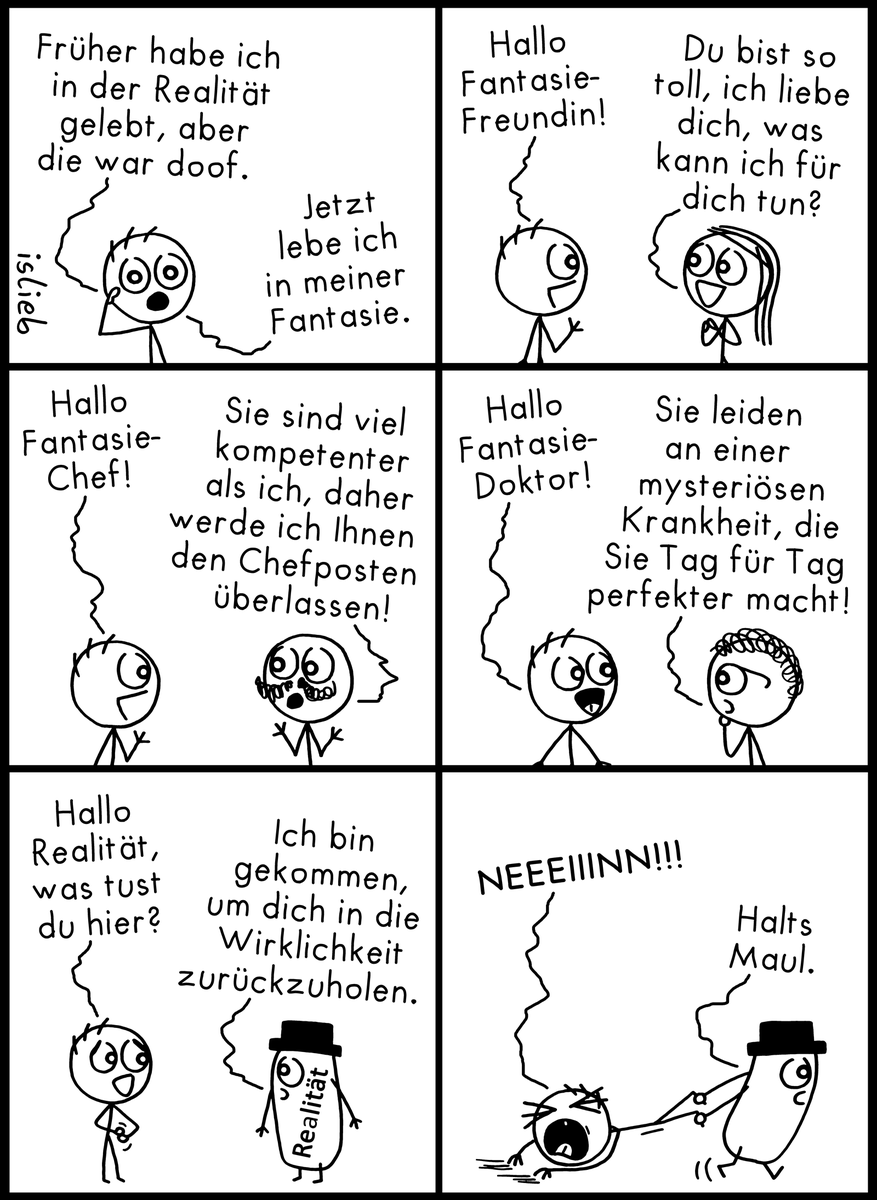 Früher habe ich
in der Realität
gelebt, aber
die war doof.
Jetzt
lebe ich
in meiner
Fantasie.
islieb
Hallo
Fantasie-
Freundin!
Du bist so
toll, ich liebe
dich, was
kann ich für
dich tun?
Hallo
Fantasie-
Chef!
Sie sind viel
kompetenter
als ich, daher
werde ich Ihnen
den Chefposten
überlassen!
Hallo
Fantasie-
Doktor!
Sie leiden
an einer
mysteriösen
Krankheit, die
Sie Tag für Tag
perfekter macht!
Hallo
Realität,
was tust
du hier?
Ich bin
gekommen,
um dich in die
Wirklichkeit
zurückzuholen.
Realität
NEEEIIINN!!!
Halts
Maul.